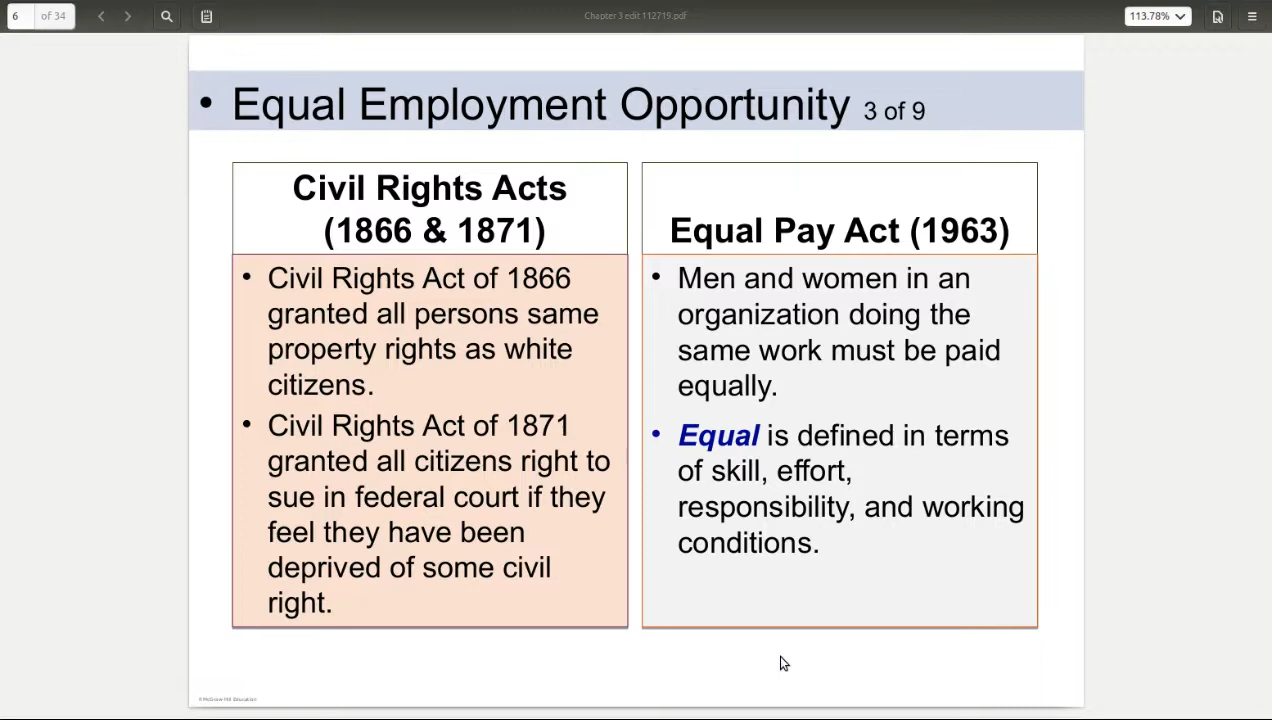 6 of 34
Chapter 3 edit 112719.pdf
113.78%
• Equal Employment Opportunity 3 of 9
Civil Rights Acts
(1866 & 1871)
• Civil Rights Act of 1866
granted all persons same
property rights as white
citizens.
• Civil Rights Act of 1871
granted all citizens right to
sue in federal court if they
feel they have been
deprived of some civil
right.
Equal Pay Act (1963)
• Men and women in an
organization doing the
same work must be paid
equally.
• Equal is defined in terms
of skill, effort,
responsibility, and working
conditions.
© McGraw-Hill Education